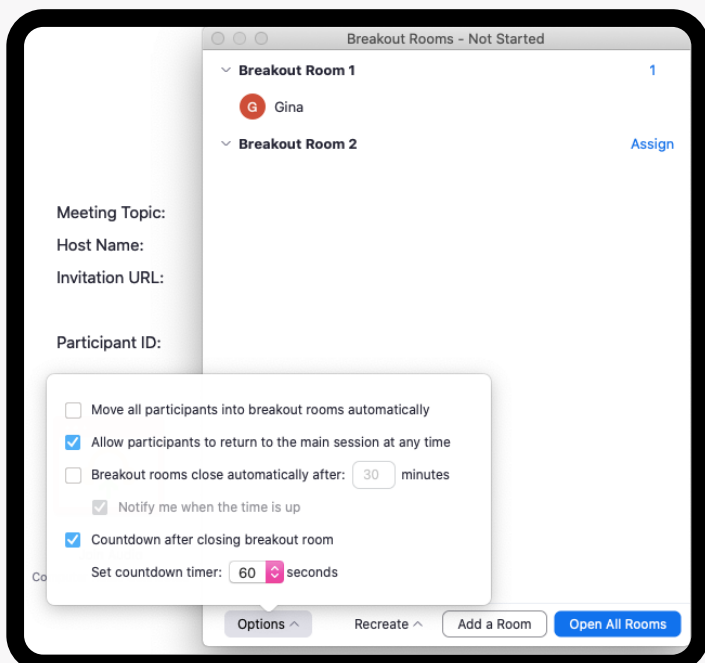 Breakout Rooms - Not Started
Breakout Room 1 1
G Gina
Breakout Room 2 Assign
Meeting Topic:
Host Name:
Invitation URL:
Participant ID:
Move all participants into breakout rooms automatically
Allow participants to return to the main session at any time
Breakout rooms close automatically after: 30 minutes
Notify me when the time is up
Countdown after closing breakout room
Set countdown timer: 60 seconds
Co
Options Recreate Add a Room Open All Rooms